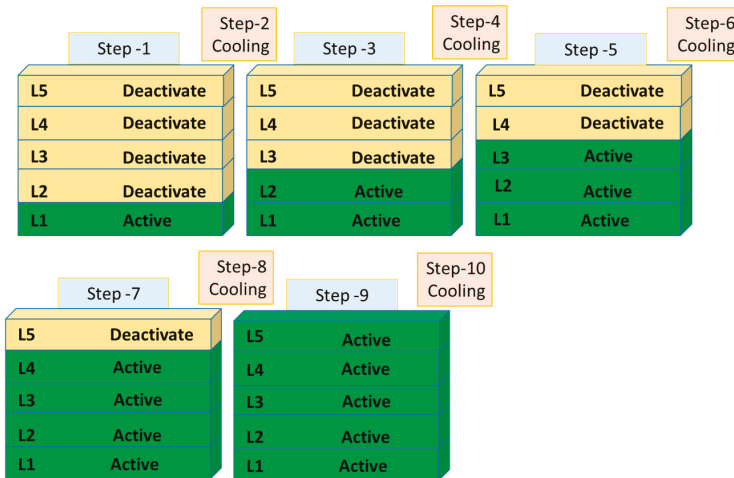 Step -1
Step-2
Cooling
L5 Deactivate
L4 Deactivate
L3 Deactivate
L2 Deactivate
L1 Active
Step -3
Step-4
Cooling
L5 Deactivate
L4 Deactivate
L3 Deactivate
L2 Active
L1 Active
Step -5
Step-6
Cooling
L5 Deactivate
L4 Deactivate
L3 Active
L2 Active
L1 Active
Step -7
Step-8
Cooling
L5 Deactivate
L4 Active
L3 Active
L2 Active
L1 Active
Step -9
Step-10
Cooling
L5 Active
L4 Active
L3 Active
L2 Active
L1 Active